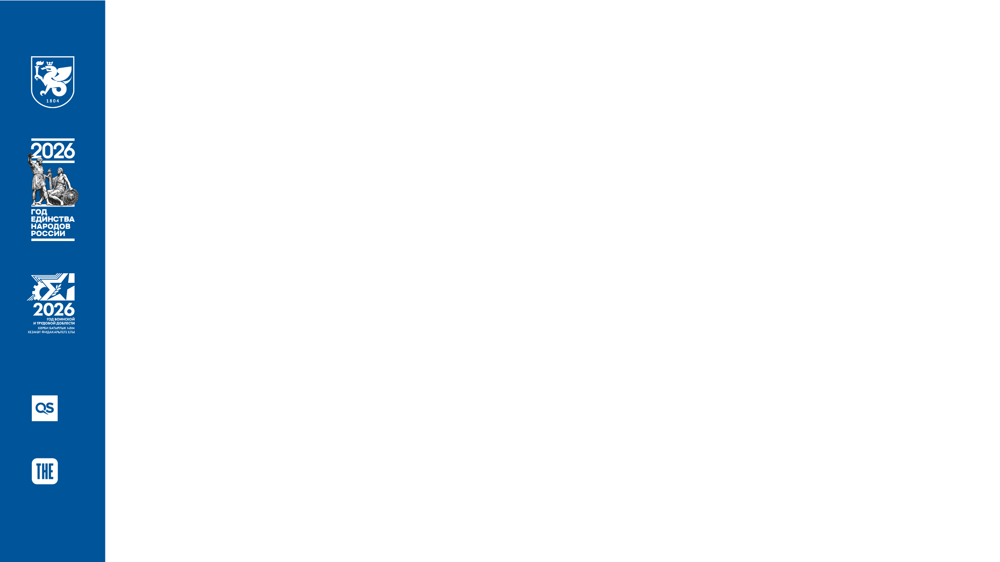 1804
2026
ГОД
ЕДИНСТВА
НАРОДОВ
РОССИИ
2026
ГОД ВОИНСКОЙ
И ТРУДОВОЙ ДОБЛЕСТИ
ХӘРБИ БАТЫРЛЫК ҺӘМ
ХЕЗМӘТ ФИДАКАРЬЛЕГЕ ЕЛЫ
QS
THE